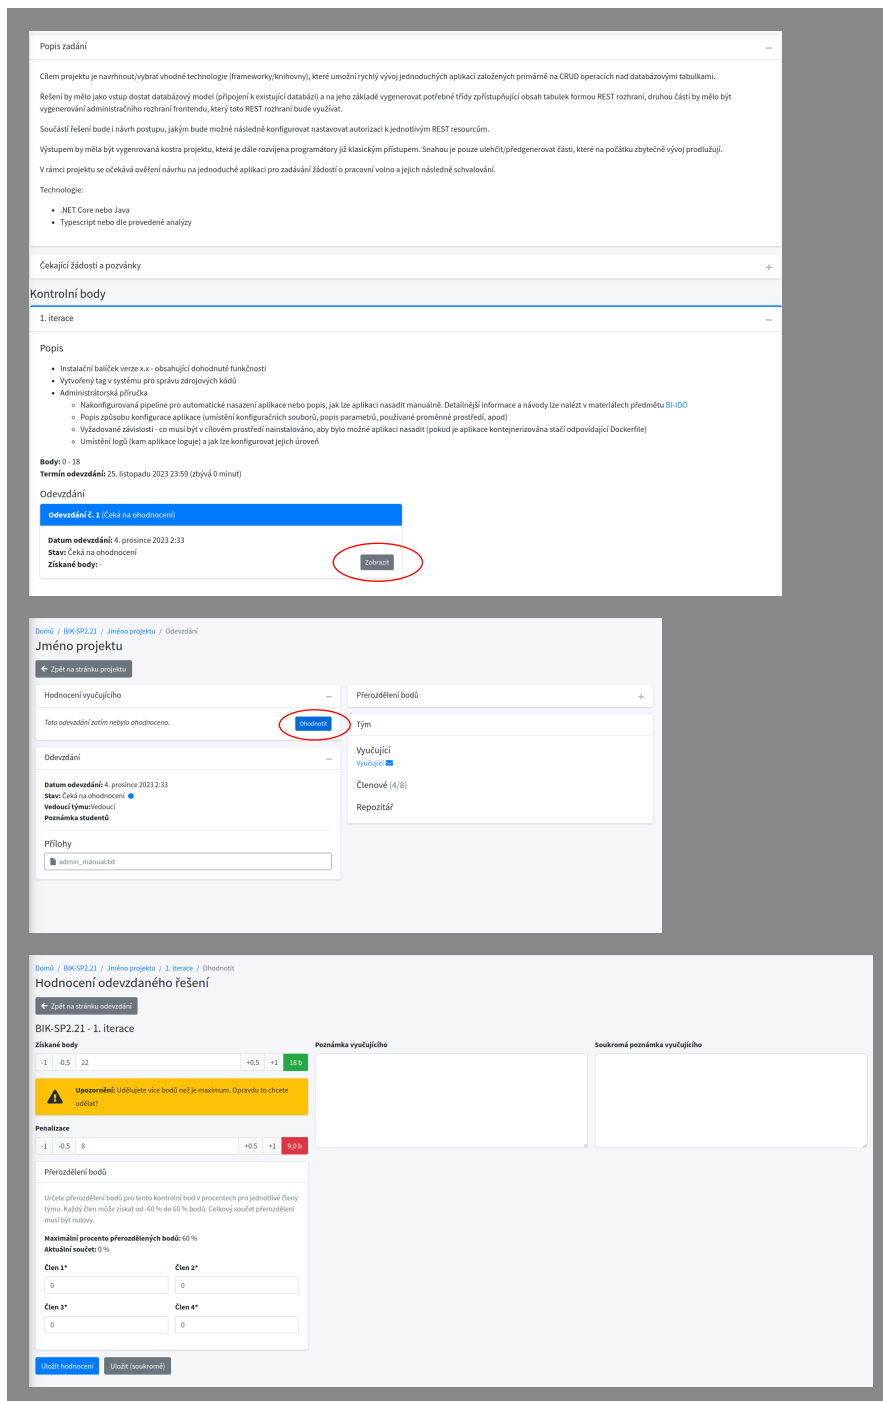 Popis zadání
Cílem projektu je navrhnout/vybrat vhodné technologie (frameworky/knihovny), které umožní rychlý vývoj jednoduchých aplikací založených primárně na CRUD operacích nad databázovými tabulkami.
Řešení by mělo jako vstup dostat databázový model (připojení k existující databázi) a na jeho základě vygenerovat potřebné třídy zpřístupňující obsah tabulek formou REST rozhraní, druhou částí by mělo být
vygenerování administračního rozhraní frontendu, který toto REST rozhraní bude využívat.
Součástí řešení bude i návrh postupu, jakým bude možné následně konfigurovat nastavovat autorizaci k jednotlivým REST resourcům.
Výstupem by měla být vygenrovaná kostra projektu, která je dále rozvíjena programátory již klasickým přístupem. Snahou je pouze ulehčit/předgenerovat části, které na počátku zbytečně vývoj prodlužují.
V rámci projektu se očekává ověření návrhu na jednoduché aplikaci pro zadávání žádostí o pracovní volno a jejich následné schvalování.
Technologie:
• .NET Core nebo Java
• Typescript nebo dle provedené analýzy
Čekající žádosti a pozvánky
Kontrolní body
1. iterace
Popis
• Instalační balíček verze x.x - obsahující dohodnuté funkčnosti
• Vytvořený tag v systému pro správu zdrojových kódů
• Administrátorská příručka
○ Nakonfigurovaná pipeline pro automatické nasazení aplikace nebo popis, jak lze aplikaci nasadit manuálně. Detailnější informace a návody lze nalézt v materiálech předmětu BI-IDO
○ Popis způsobu konfigurace aplikace (umístění konfiguračních souborů, popis parametrů, používané proměnné prostředí, apod)
○ Vyžadované závislosti - co musí být v cílovém prostředí nainstalováno, aby bylo možné aplikaci nasadit (pokud je aplikace kontejnerizována stačí odpovídající Dockerfile)
○ Umístění logů (kam aplikace loguje) a jak lze konfigurovat jejich úroveň
Body: 0 - 18
Termín odevzdání: 25. listopadu 2023 23:59 (zbývá 0 minut)
Odevzdání
Odevzdání č. 1 (Čeká na ohodnocení)
Datum odevzdání: 4. prosince 2023 2:33
Stav: Čeká na ohodnocení
Získané body: -
Zobrazit
Domů / BIK-SP2.21 / Jméno projektu / Odevzdání
Jméno projektu
← Zpět na stránku projektu
Hodnocení vyučujícího
Toto odevzdání zatím nebylo ohodnoceno.
Ohodnotit
Odevzdání
Datum odevzdání: 4. prosince 2023 2:33
Stav: Čeká na ohodnocení
Vedoucí týmu:Vedoucí
Poznámka studentů
Přílohy
admin_manual.txt
Přerozdělení bodů
Tým
Vyučující
Vyučující
Členové (4/8)
Repozitář
Domů / BIK-SP2.21 / Jméno projektu / 1. iterace / Ohodnotit
Hodnocení odevzdaného řešení
← Zpět na stránku odevzdání
BIK-SP2.21 - 1. iterace
Získané body
-1 -0.5 22 +0.5 +1 18 b
Upozornění: Udělujete více bodů než je maximum. Opravdu to chcete
udělat?
Penalizace
-1 -0.5 8 +0.5 +1 9,0 b
Přerozdělení bodů
Určete přerozdělení bodů pro tento kontrolní bod v procentech pro jednotlivé členy
týmu. Každý člen může získat od -60 % do 60 % bodů. Celkový součet přerozdělení
musí být nulový.
Maximální procento přerozdělených bodů: 60 %
Aktuální součet: 0 %
Člen 1* Člen 2*
0 0
Člen 3* Člen 4*
0 0
Uložit hodnocení Uložit (soukromě)
Poznámka vyučujícího
Soukromá poznámka vyučujícího